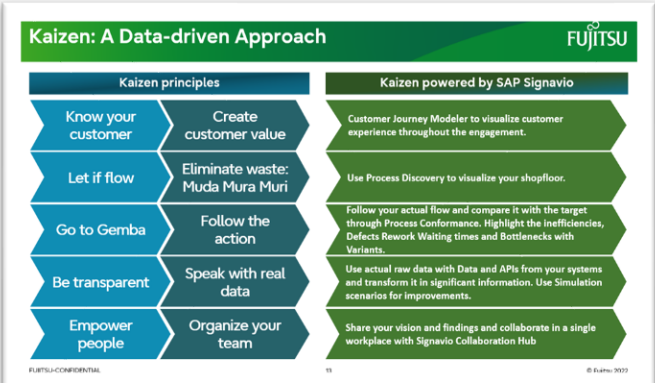 Kaizen: A Data-driven Approach
FUJITSU
Kaizen principles
Kaizen powered by SAP Signavio
Know your
customer
Create
customer value
Customer Journey Modeler to visualize customer
experience throughout the engagement.
Let if flow
Eliminate waste:
Muda Mura Muri
Use Process Discovery to visualize your shopfloor.
Go to Gemba
Follow the
action
Follow your actual flow and compare it with the target
through Process Conformance. Highlight the inefficiencies,
Defects Rework Waiting times and Bottlenecks with
Variants.
Be transparent
Speak with real
data
Use actual raw data with Data and APIs from your systems
and transform it in significant information. Use Simulation
scenarios for improvements.
Empower
people
Organize your
team
Share your vision and findings and collaborate in a single
workplace with Signavio Collaboration Hub
FUJITSU-CONFIDENTIAL
13
© Fujitsu 2022